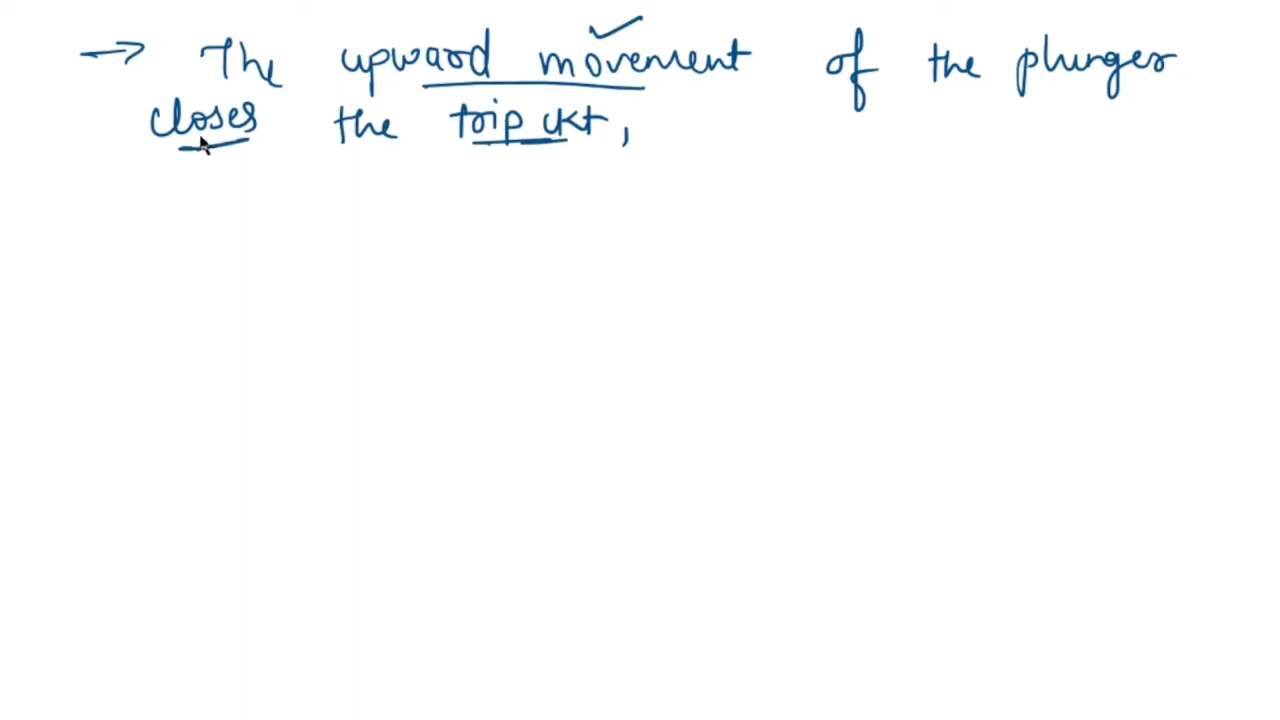 → The upward movement of the plunger
closes the trip ckt,